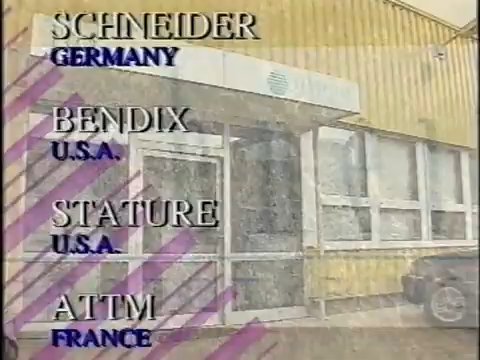 SCHNEIDER
GERMANY
BENDIX
U.S.A.
STATURE
U.S.A.
ATTM
FRANCE